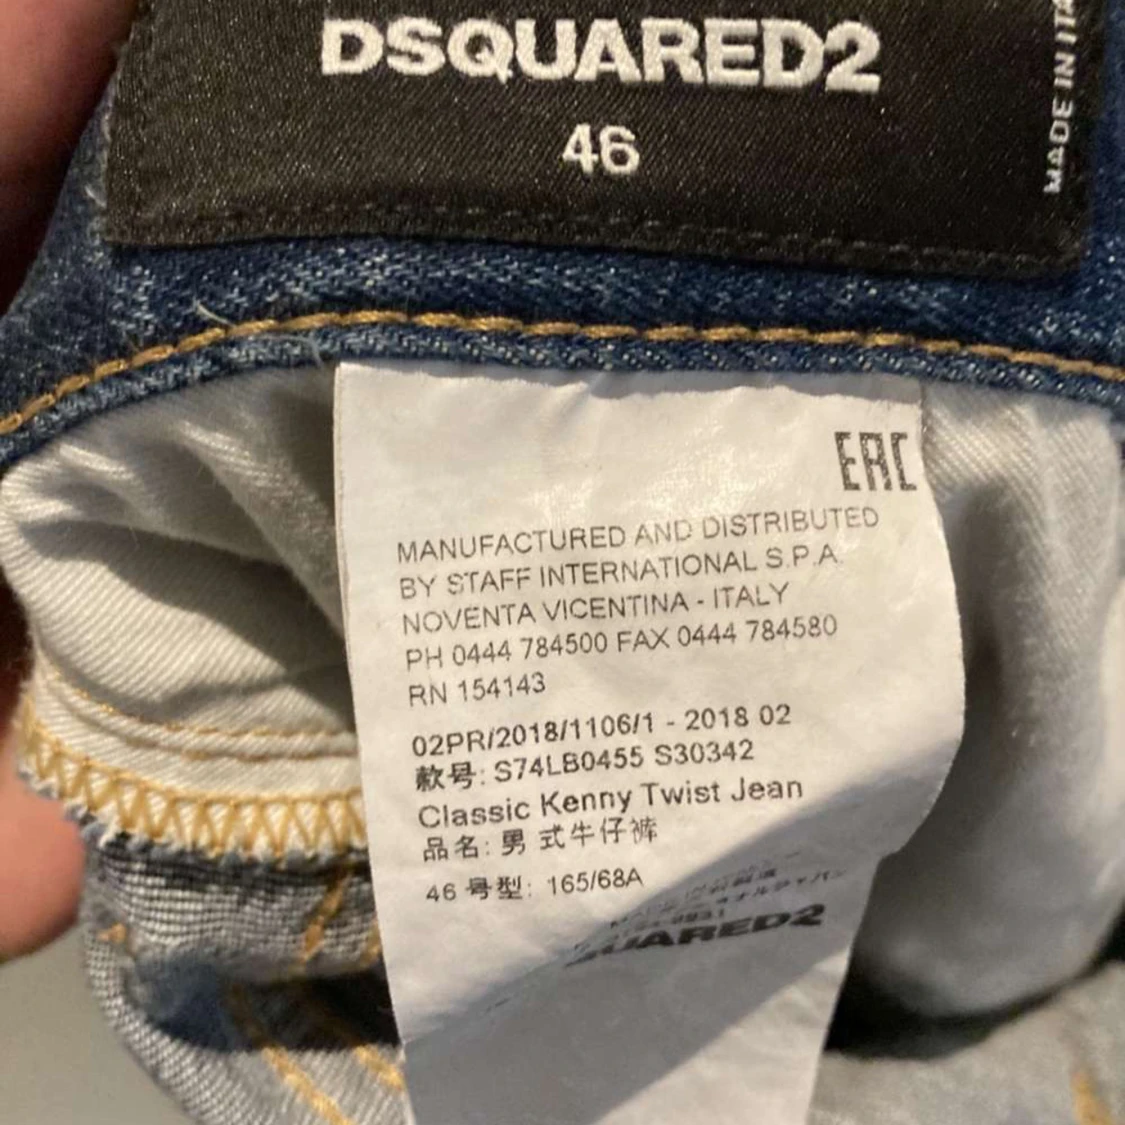 DSQUARED2
46
MADE IN ITA
EAC
MANUFACTURED AND DISTRIBUTED
BY STAFF INTERNATIONAL S.P.A.
NOVENTA VICENTINA - ITALY
PH 0444 784500 FAX 0444 784580
RN 154143
02PR/2018/1106/1 - 2018 02
款号: S74LB0455 S30342
Classic Kenny Twist Jean
品名: 男式牛仔裤
46 号型: 165/68A